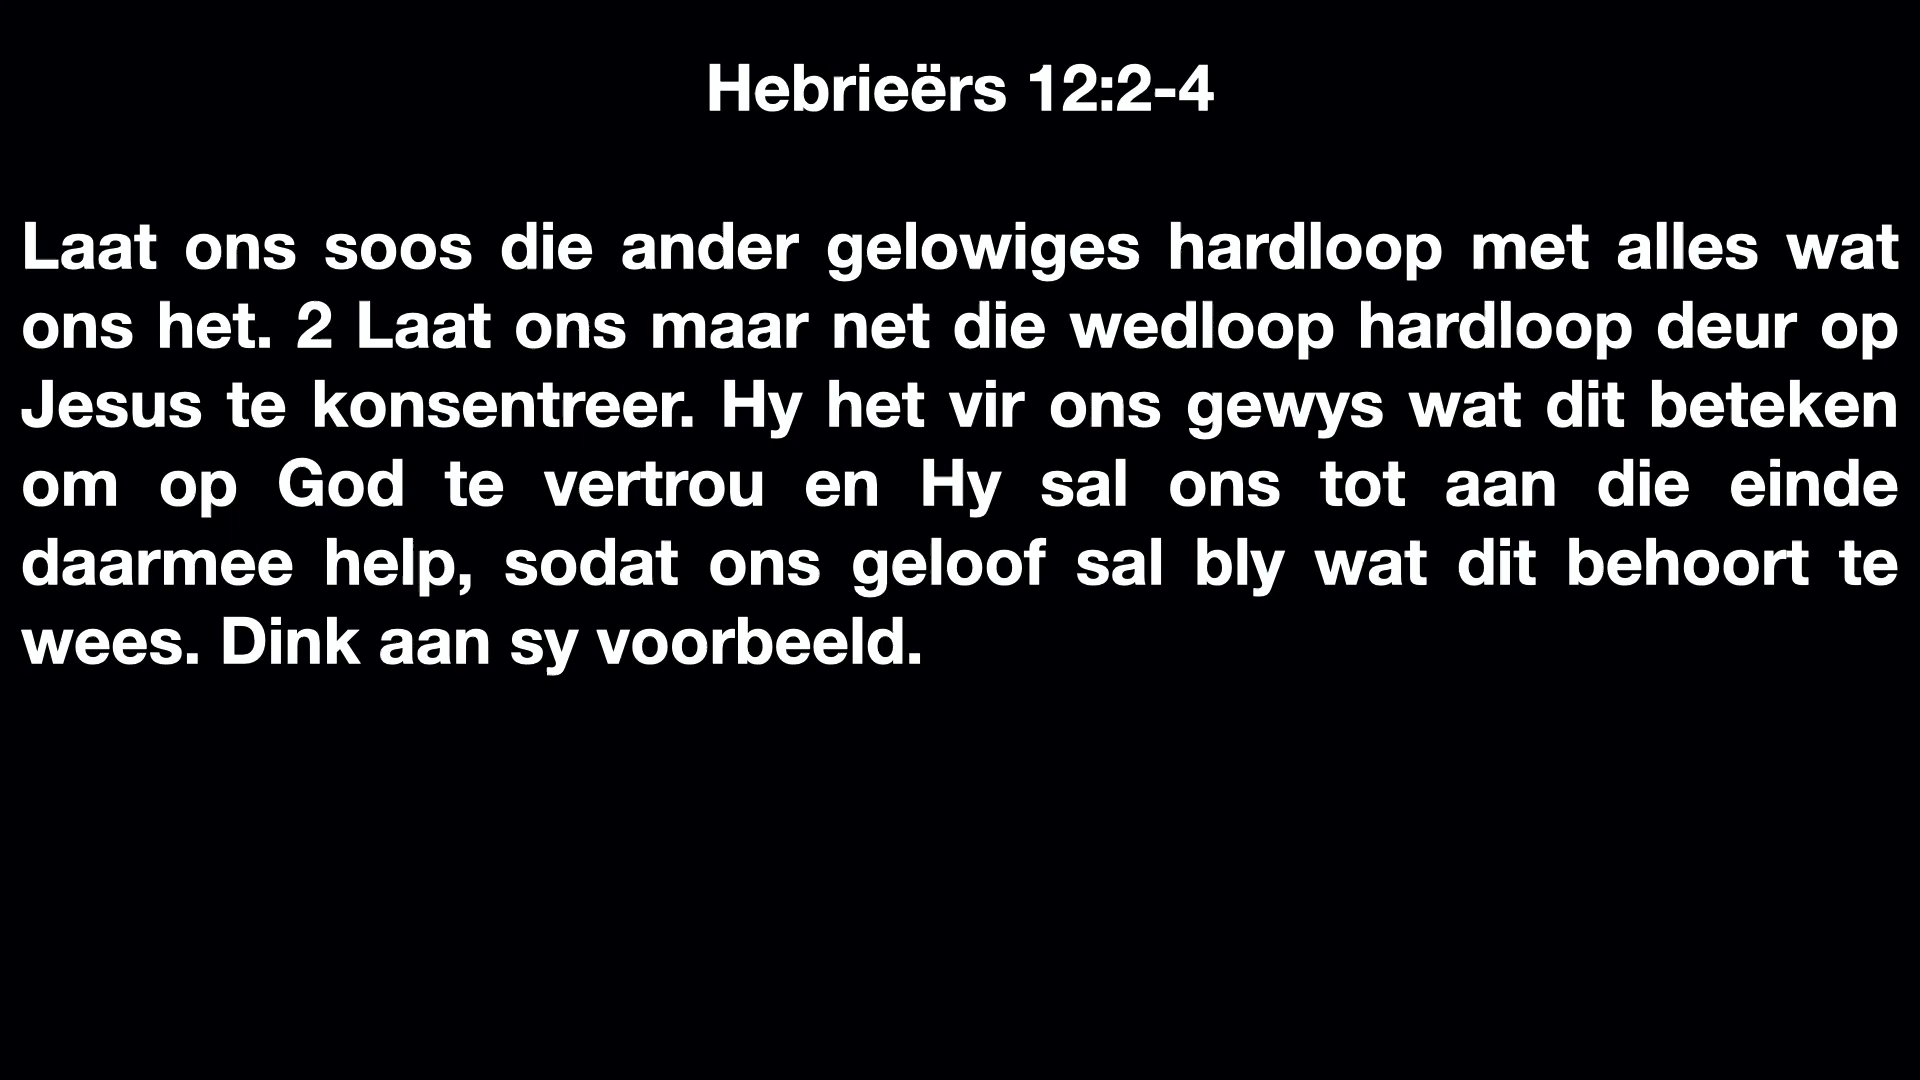 Hebrieërs 12:2-4
Laat ons soos die ander gelowiges hardloop met alles wat
ons het. 2 Laat ons maar net die wedloop hardloop deur op
Jesus te konsentreer. Hy het vir ons gewys wat dit beteken
om op God te vertrou en Hy sal ons tot aan die einde
daarmee help, sodat ons geloof sal bly wat dit behoort te
wees. Dink aan sy voorbeeld.